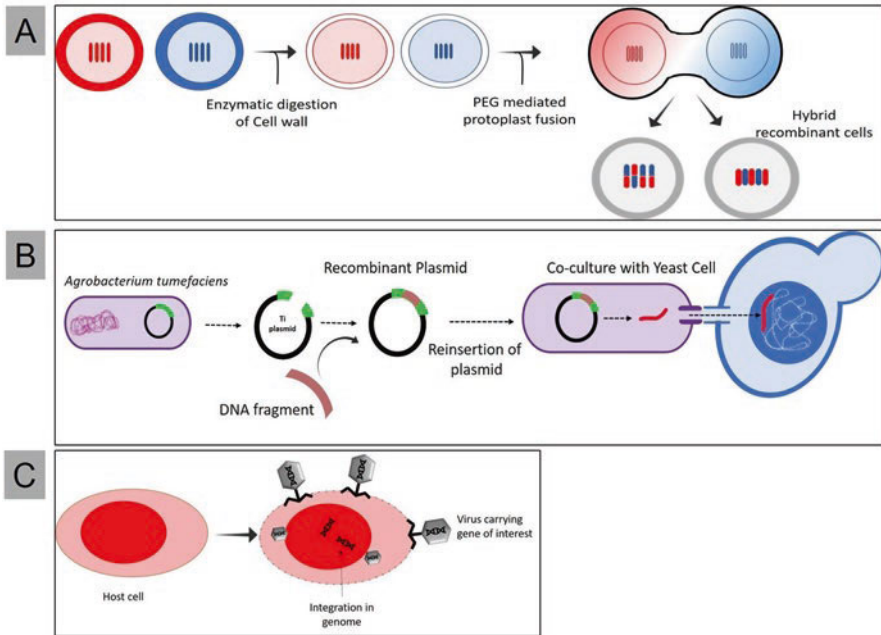 A
Enzymatic digestion
of Cell wall
PEG mediated
protoplast fusion
Hybrid
recombinant cells
B
Agrobacterium tumefaciens
Ti
plasmid
DNA fragment
Recombinant Plasmid
Reinsertion of
plasmid
Co-culture with Yeast Cell
C
Host cell
Virus carrying
gene of interest
Integration in
genome